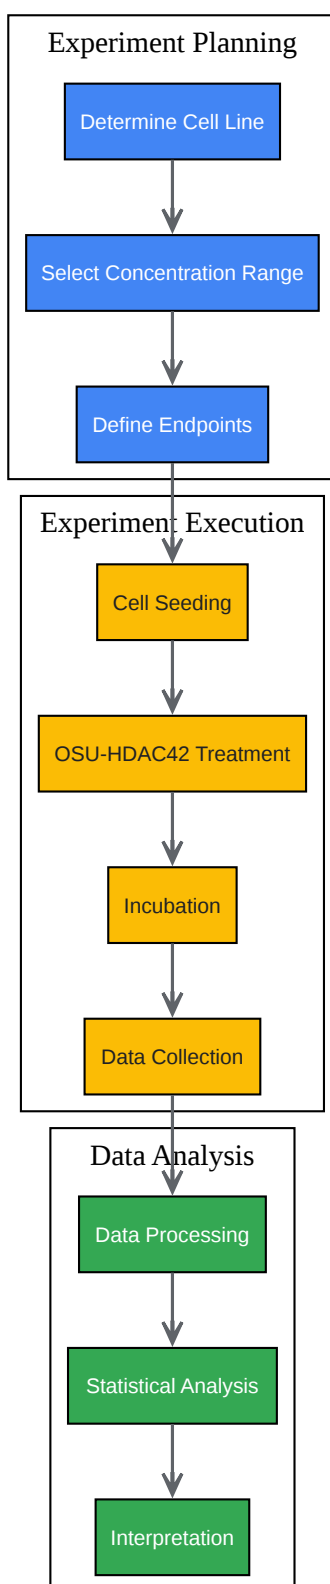 Experiment Planning
Determine Cell Line
Select Concentration Range
Define Endpoints
Experiment Execution
Cell Seeding
OSU-HDAC42 Treatment
Incubation
Data Collection
Data Analysis
Data Processing
Statistical Analysis
Interpretation